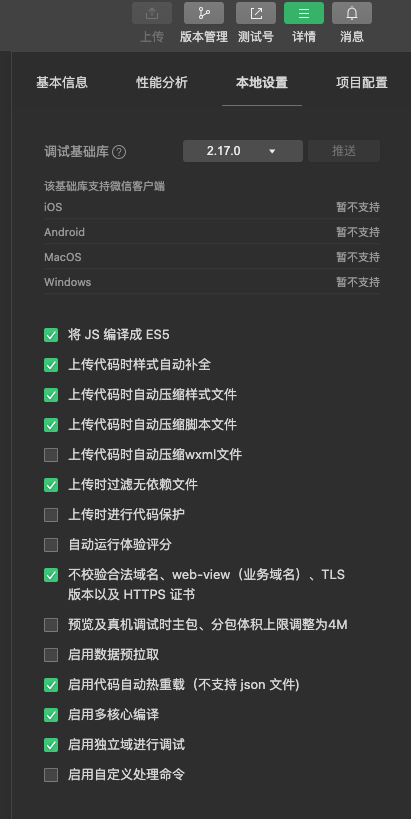 上传 版本管理 测试号 详情 消息
基本信息 性能分析 本地设置 项目配置
调试基础库 ? 2.17.0 推送
该基础库支持微信客户端
iOS 暂不支持
Android 暂不支持
MacOS 暂不支持
Windows 暂不支持
将 JS 编译成 ES5
上传代码时样式自动补全
上传代码时自动压缩样式文件
上传代码时自动压缩脚本文件
上传代码时自动压缩wxml文件
上传时过滤无依赖文件
上传时进行代码保护
自动运行体验评分
不校验合法域名、web-view（业务域名）、TLS
版本以及 HTTPS 证书
预览及真机调试时主包、分包体积上限调整为4M
启用数据预拉取
启用代码自动热重载（不支持 json 文件)
启用多核心编译
启用独立域进行调试
启用自定义处理命令